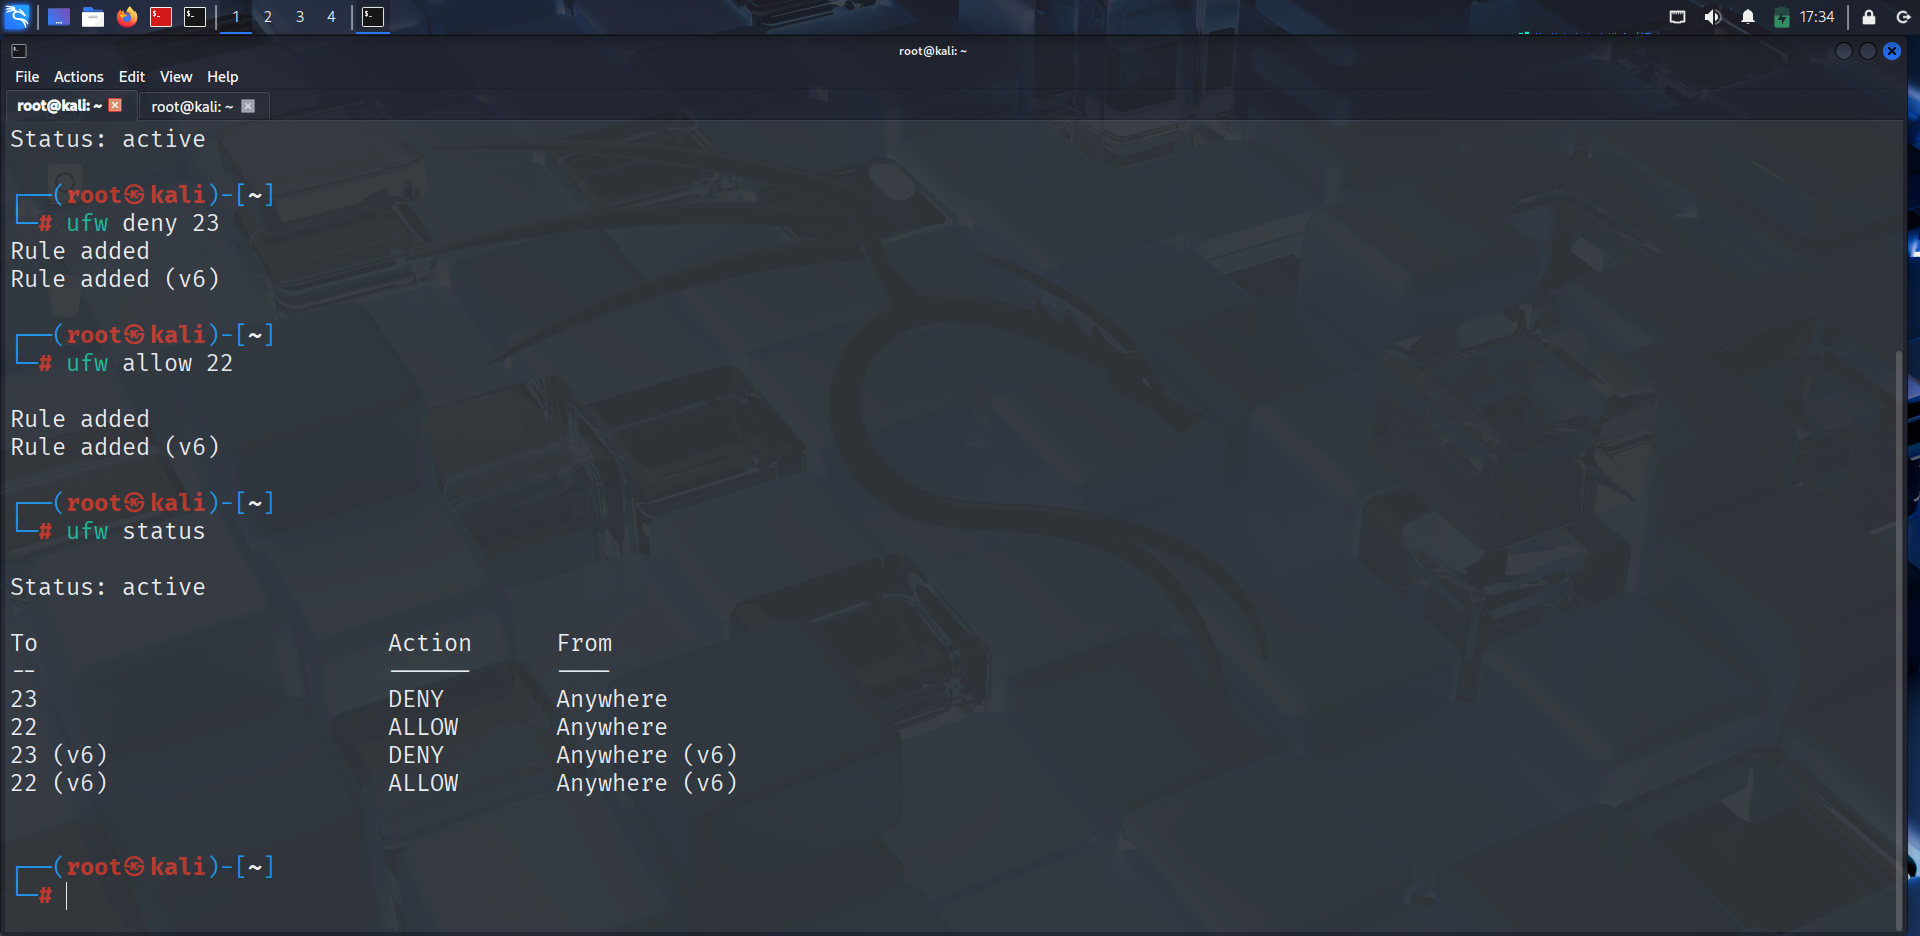 1 2 3 4 17:34
root@kali: ~
File Actions Edit View Help
root@kali: ~ root@kali: ~
Status: active
┌──(root㉿kali)-[~]
└─# ufw deny 23
Rule added
Rule added (v6)
┌──(root㉿kali)-[~]
└─# ufw allow 22
Rule added
Rule added (v6)
┌──(root㉿kali)-[~]
└─# ufw status
Status: active
To Action From
-- ------ ----
23 DENY Anywhere
22 ALLOW Anywhere
23 (v6) DENY Anywhere (v6)
22 (v6) ALLOW Anywhere (v6)
┌──(root㉿kali)-[~]
└─#